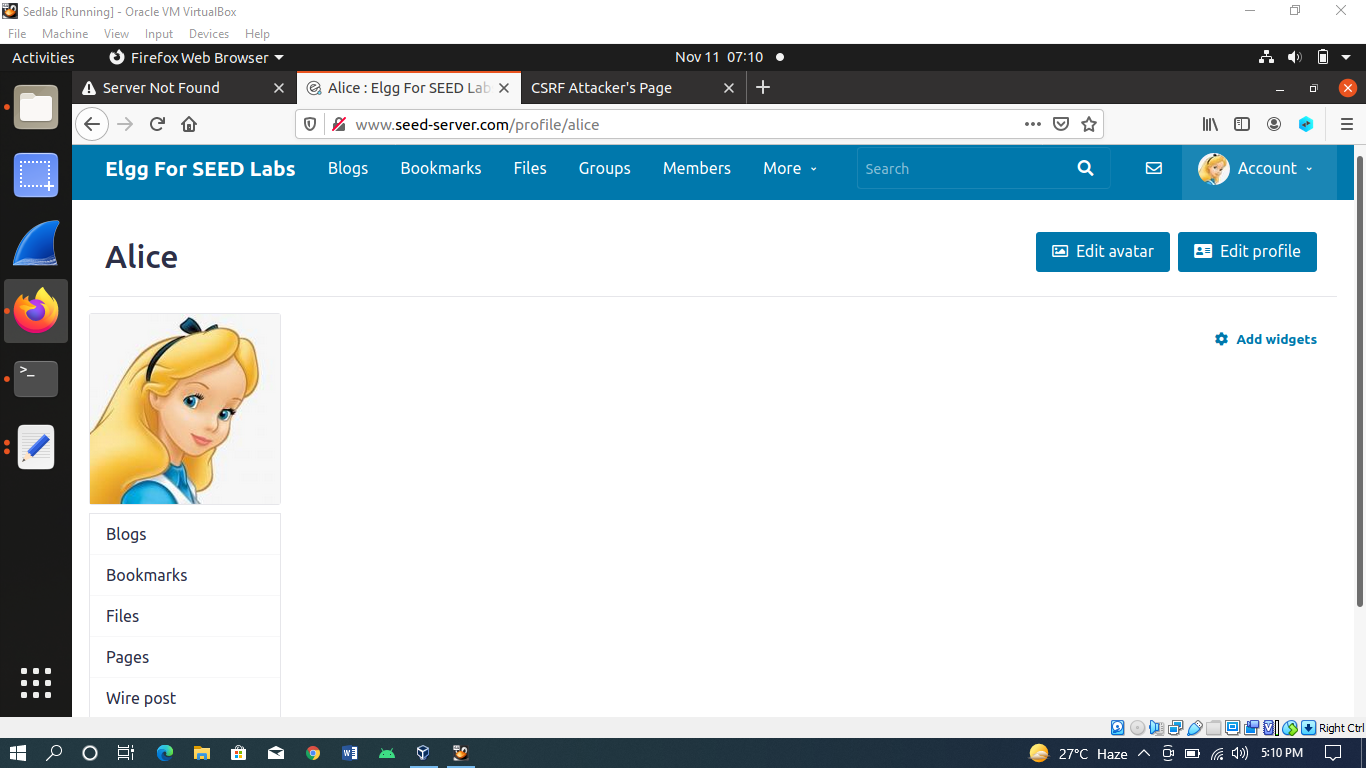 Sedlab [Running] - Oracle VM VirtualBox
File Machine View Input Devices Help
Activities Firefox Web Browser Nov 11 07:10
Server Not Found Alice : Elgg For SEED Lab CSRF Attacker's Page
www.seed-server.com/profile/alice
Elgg For SEED Labs Blogs Bookmarks Files Groups Members More Search Account
Alice Edit avatar Edit profile
Add widgets
Blogs
Bookmarks
Files
Pages
Wire post
Right Ctrl
27°C Haze 5:10 PM